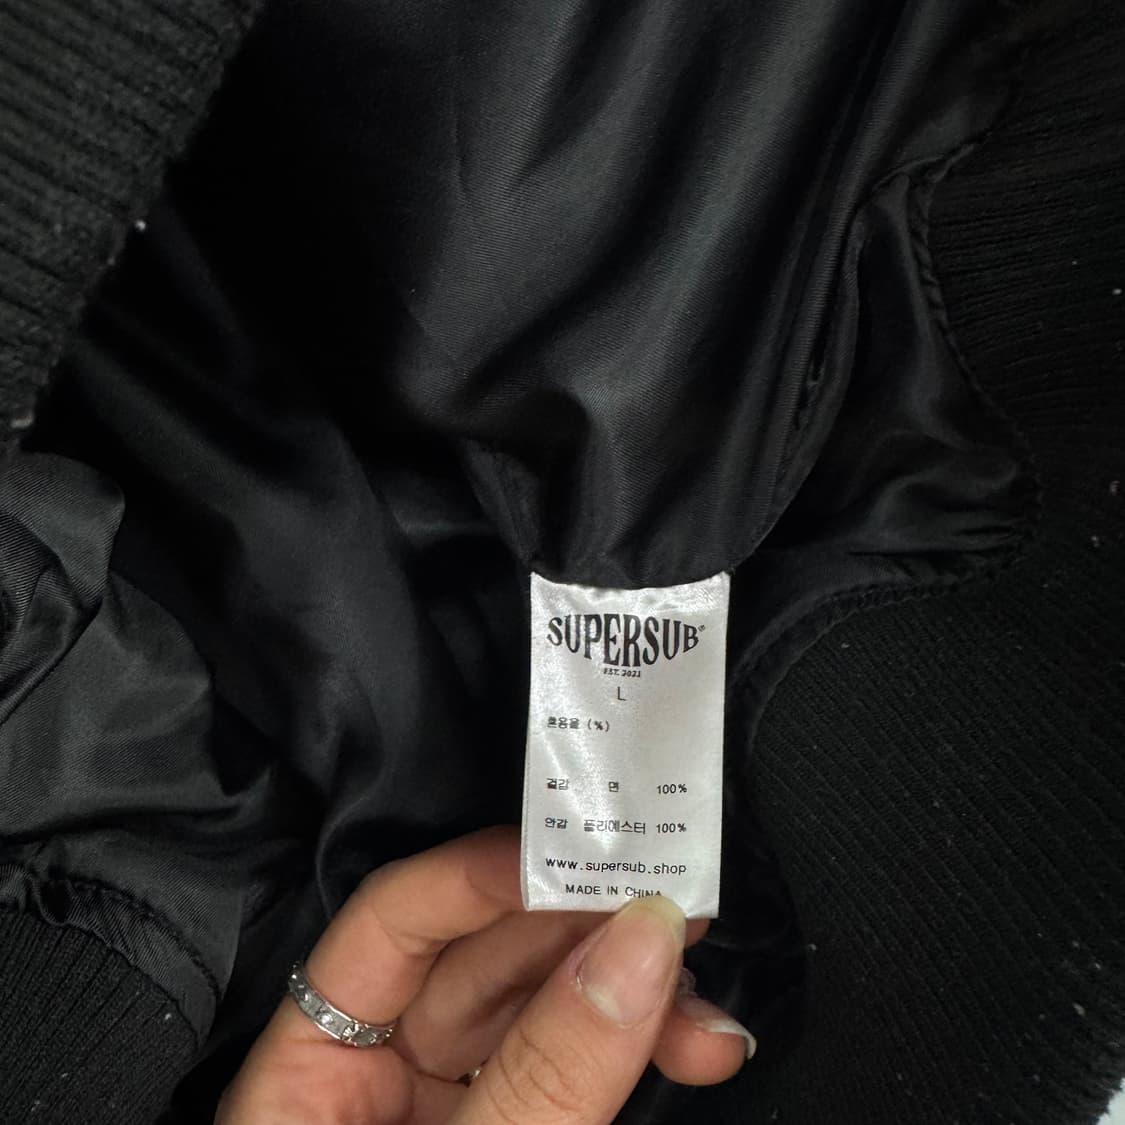 SUPERSUB®
EST. 2021
L
혼용율 (%)
겉감 면 100%
안감 폴리에스터 100%
www.supersub.shop
MADE IN CHINA